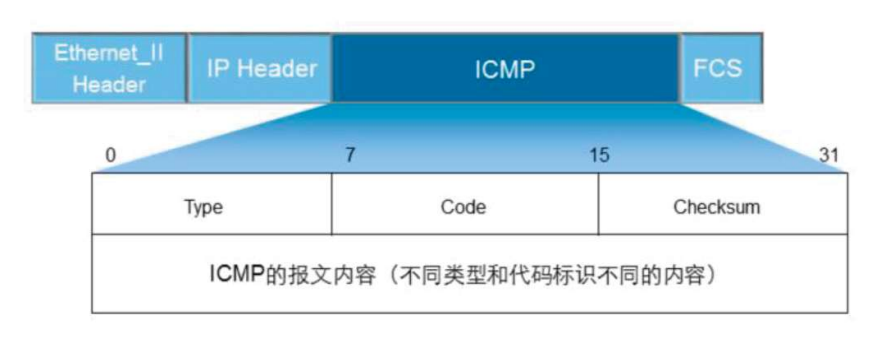 Ethernet_II
Header
IP Header
ICMP
FCS
0 7 15 31
Type Code Checksum
ICMP的报文内容（不同类型和代码标识不同的内容）